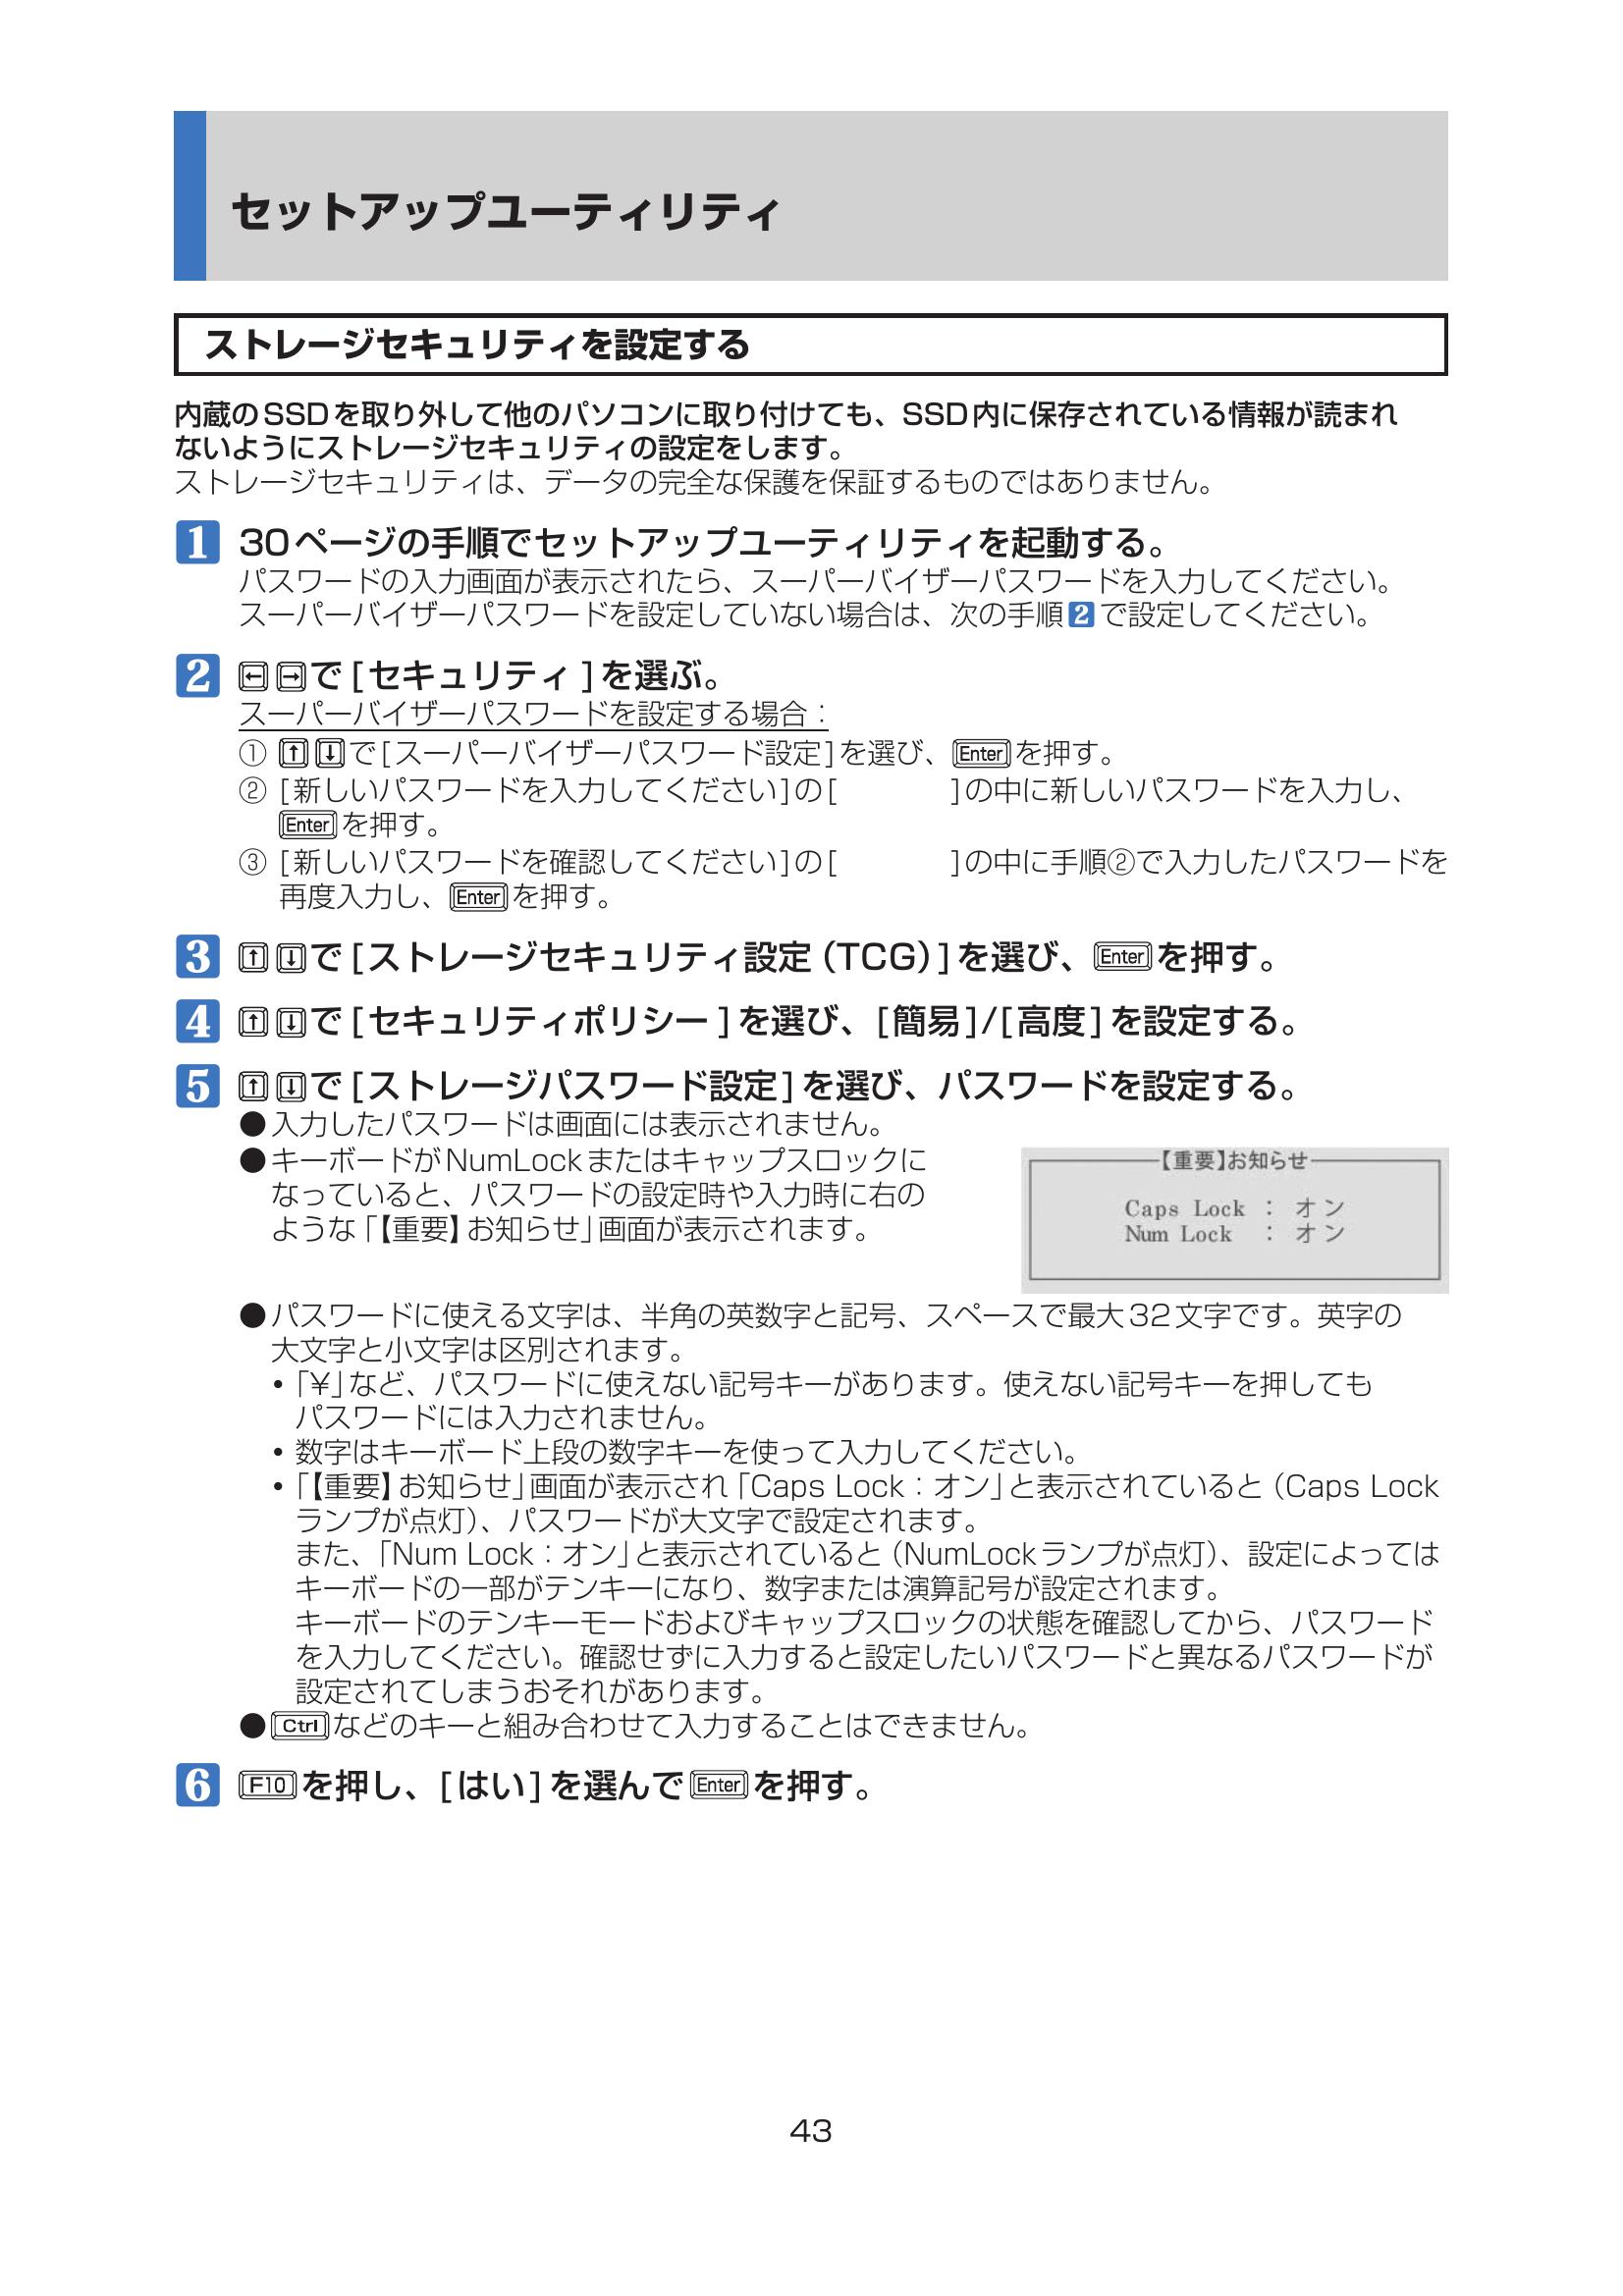 セットアップユーティリティ
ストレージセキュリティを設定する
内蔵のSSDを取り外して他のパソコンに取り付けても、SSD内に保存されている情報が読まれ
ないようにストレージセキュリティの設定をします。
ストレージセキュリティは、データの完全な保護を保証するものではありません。
1 30ページの手順でセットアップユーティリティを起動する。
パスワードの入力画面が表示されたら、スーパーバイザーパスワードを入力してください。
スーパーバイザーパスワードを設定していない場合は、次の手順2で設定してください。
2 ←→で[セキュリティ]を選ぶ。
スーパーバイザーパスワードを設定する場合：
① ↑↓で[スーパーバイザーパスワード設定]を選び、Enterを押す。
② [新しいパスワードを入力してください]の[　　　　]の中に新しいパスワードを入力し、
Enterを押す。
③ [新しいパスワードを確認してください]の[　　　　]の中に手順②で入力したパスワードを
再度入力し、Enterを押す。
3 ↑↓で[ストレージセキュリティ設定（TCG）]を選び、Enterを押す。
4 ↑↓で[セキュリティポリシー]を選び、[簡易]/[高度]を設定する。
5 ↑↓で[ストレージパスワード設定]を選び、パスワードを設定する。
●入力したパスワードは画面には表示されません。
●キーボードがNumLockまたはキャップスロックに
なっていると、パスワードの設定時や入力時に右の
ような「【重要】お知らせ」画面が表示されます。
【重要】お知らせ
Caps Lock ： オン
Num Lock ： オン
●パスワードに使える文字は、半角の英数字と記号、スペースで最大32文字です。英字の
大文字と小文字は区別されます。
•「¥」など、パスワードに使えない記号キーがあります。使えない記号キーを押しても
パスワードには入力されません。
• 数字はキーボード上段の数字キーを使って入力してください。
•「【重要】お知らせ」画面が表示され「Caps Lock：オン」と表示されていると（Caps Lock
ランプが点灯）、パスワードが大文字で設定されます。
また、「Num Lock：オン」と表示されていると（NumLockランプが点灯）、設定によっては
キーボードの一部がテンキーになり、数字または演算記号が設定されます。
キーボードのテンキーモードおよびキャップスロックの状態を確認してから、パスワード
を入力してください。確認せずに入力すると設定したいパスワードと異なるパスワードが
設定されてしまうおそれがあります。
●Ctrlなどのキーと組み合わせて入力することはできません。
6 F10を押し、[はい]を選んでEnterを押す。
43